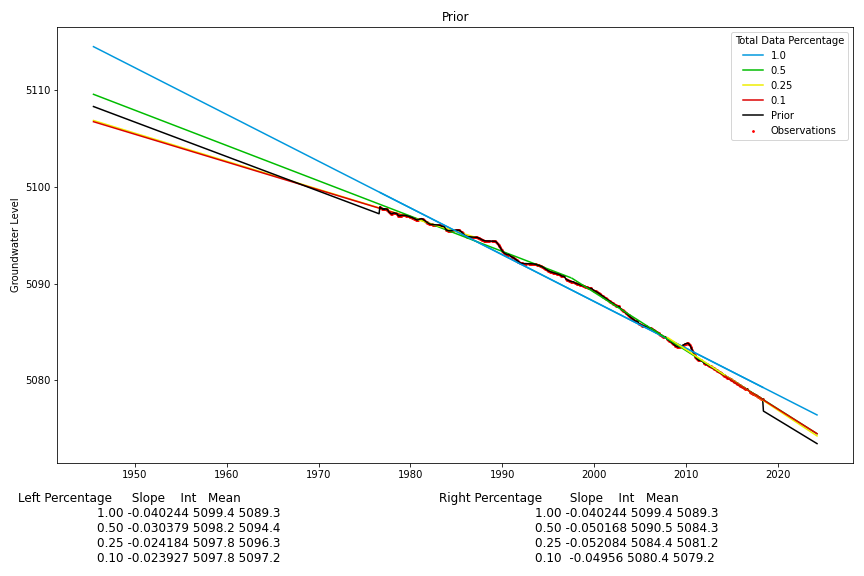 Prior
Total Data Percentage
1.0
0.5
0.25
0.1
Prior
Observations
Groundwater Level
5110
5100
5090
5080
1950 1960 1970 1980 1990 2000 2010 2020
Left Percentage Slope Int Mean
1.00 -0.040244 5099.4 5089.3
0.50 -0.030379 5098.2 5094.4
0.25 -0.024184 5097.8 5096.3
0.10 -0.023927 5097.8 5097.2
Right Percentage Slope Int Mean
1.00 -0.040244 5099.4 5089.3
0.50 -0.050168 5090.5 5084.3
0.25 -0.052084 5084.4 5081.2
0.10 -0.04956 5080.4 5079.2